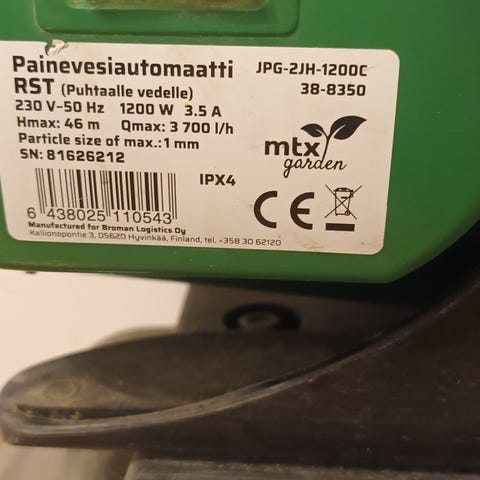 Painevesiautomaatti JPG-2JH-1200C
RST (Puhtaalle vedelle) 38-8350
230 V~50 Hz 1200 W 3.5 A
Hmax: 46 m Qmax: 3 700 l/h
Particle size of max.: 1 mm
SN: 81626212
mtx
garden
IPX4
CE
6 438025 110543
Manufactured for Broman Logistics Oy
Kallionopontie 3, 05620 Hyvinkää, Finland, tel. +358 30 62120